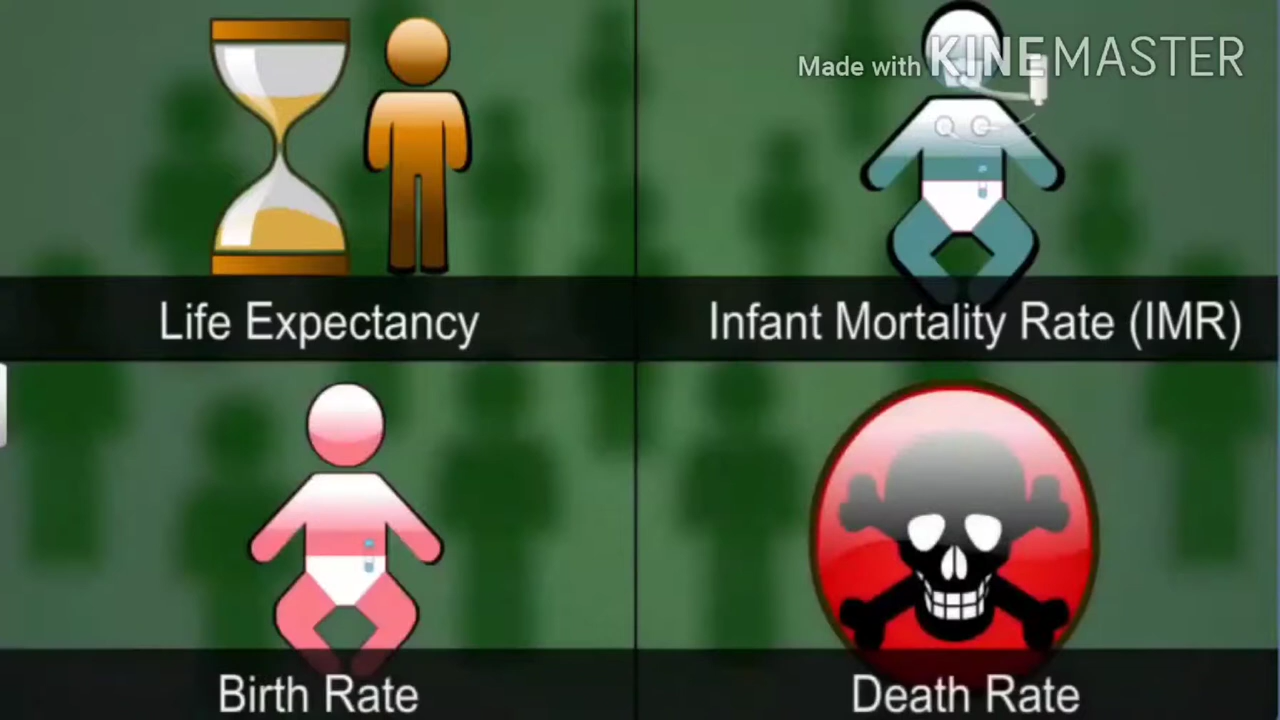 Made with KINEMASTER
Life Expectancy
Infant Mortality Rate (IMR)
Birth Rate
Death Rate